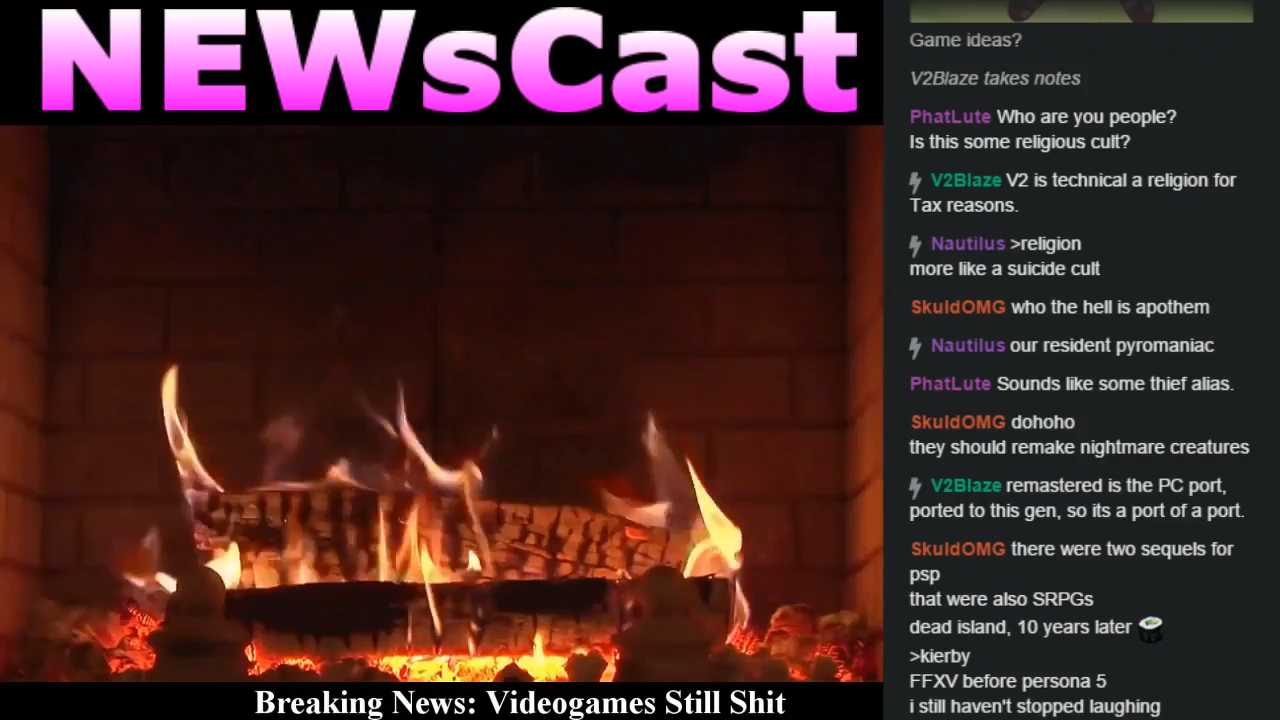 NEWsCast
Breaking News: Videogames Still Shit
Game ideas?
V2Blaze takes notes
PhatLute Who are you people?
Is this some religious cult?
V2Blaze V2 is technical a religion for
Tax reasons.
Nautilus >religion
more like a suicide cult
SkuldOMG who the hell is apothem
Nautilus our resident pyromaniac
PhatLute Sounds like some thief alias.
SkuldOMG dohoho
they should remake nightmare creatures
V2Blaze remastered is the PC port,
ported to this gen, so its a port of a port.
SkuldOMG there were two sequels for
psp
that were also SRPGs
dead island, 10 years later
>kierby
FFXV before persona 5
i still haven't stopped laughing